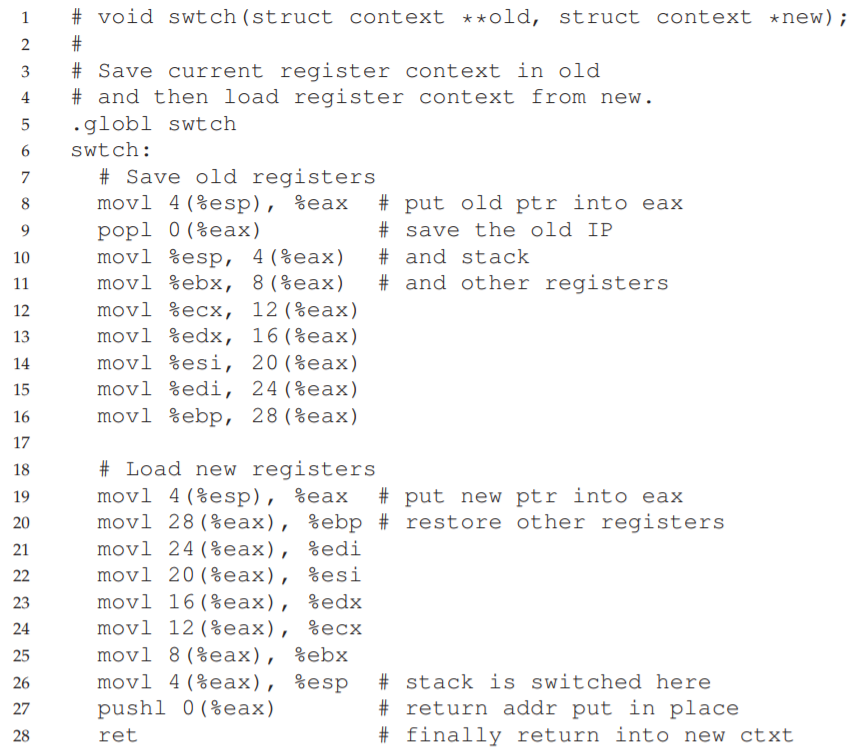 1 # void swtch(struct context **old, struct context *new);
2 #
3 # Save current register context in old
4 # and then load register context from new.
5 .globl swtch
6 swtch:
7 # Save old registers
8 movl 4(%esp), %eax # put old ptr into eax
9 popl 0(%eax) # save the old IP
10 movl %esp, 4(%eax) # and stack
11 movl %ebx, 8(%eax) # and other registers
12 movl %ecx, 12(%eax)
13 movl %edx, 16(%eax)
14 movl %esi, 20(%eax)
15 movl %edi, 24(%eax)
16 movl %ebp, 28(%eax)
17
18 # Load new registers
19 movl 4(%esp), %eax # put new ptr into eax
20 movl 28(%eax), %ebp # restore other registers
21 movl 24(%eax), %edi
22 movl 20(%eax), %esi
23 movl 16(%eax), %edx
24 movl 12(%eax), %ecx
25 movl 8(%eax), %ebx
26 movl 4(%eax), %esp # stack is switched here
27 pushl 0(%eax) # return addr put in place
28 ret # finally return into new ctxt